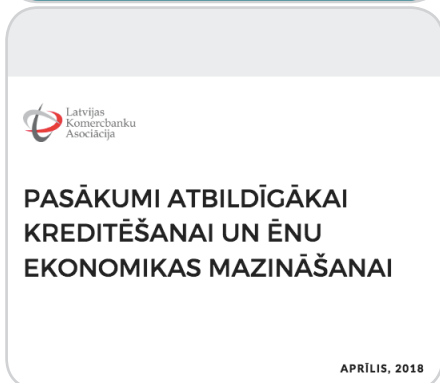 Latvijas
Komercbanku
Asociācija
PASĀKUMI ATBILDĪGĀKAI
KREDITĒŠANAI UN ĒNU
EKONOMIKAS MAZINĀŠANAI
APRĪLIS, 2018